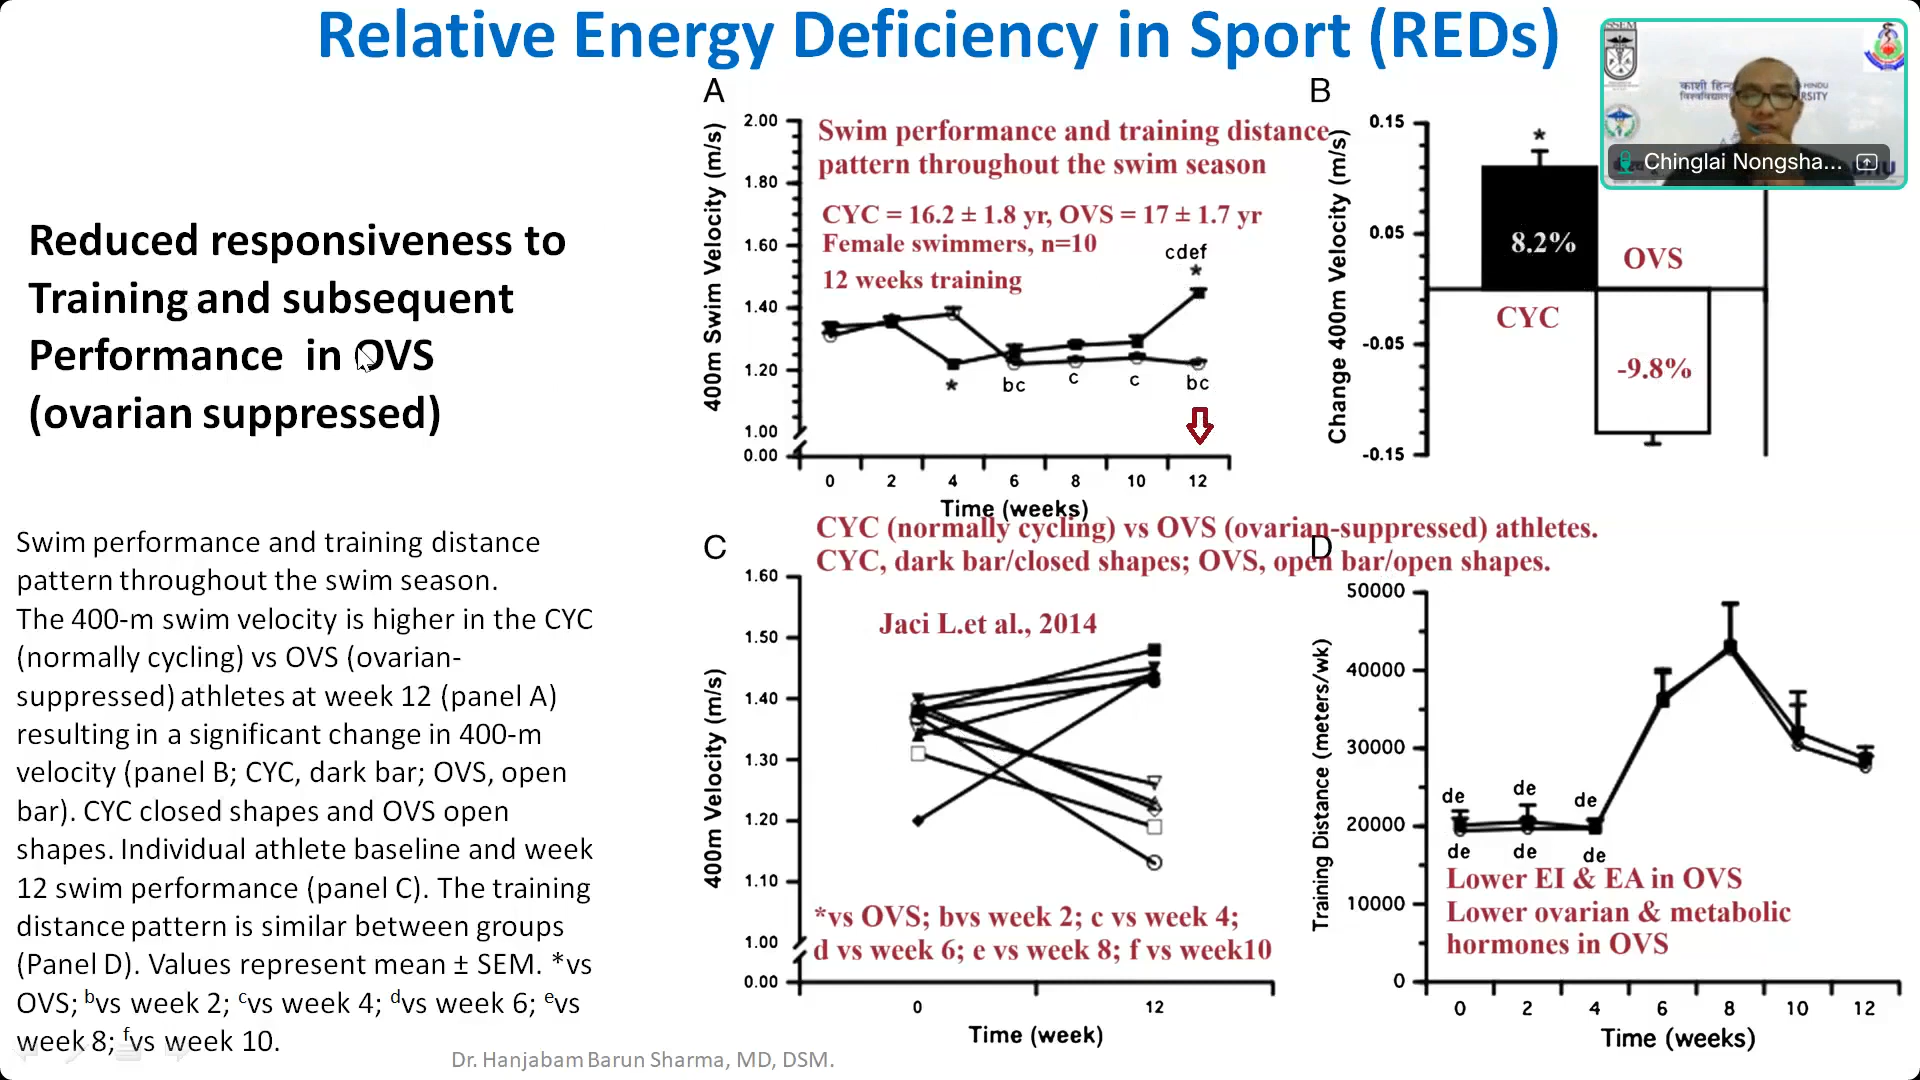 Relative Energy Deficiency in Sport (REDs)
Reduced responsiveness to
Training and subsequent
Performance in OVS
(ovarian suppressed)
Swim performance and training distance
pattern throughout the swim season.
The 400-m swim velocity is higher in the CYC
(normally cycling) vs OVS (ovarian-
suppressed) athletes at week 12 (panel A)
resulting in a significant change in 400-m
velocity (panel B; CYC, dark bar; OVS, open
bar). CYC closed shapes and OVS open
shapes. Individual athlete baseline and week
12 swim performance (panel C). The training
distance pattern is similar between groups
(Panel D). Values represent mean ± SEM. *vs
OVS; bvs week 2; cvs week 4; dvs week 6; evs
week 8; fvs week 10.
A
400m Swim Velocity (m/s)
2.00
1.80
1.60
1.40
1.20
1.00
0.00
Swim performance and training distance
pattern throughout the swim season
CYC = 16.2 ± 1.8 yr, OVS = 17 ± 1.7 yr
Female swimmers, n=10
12 weeks training
cdef
*
*
bc
c
c
bc
0 2 4 6 8 10 12
Time (weeks)
B
Change 400m Velocity (m/s)
0.15
0.05
-0.05
-0.15
*
8.2%
OVS
CYC
-9.8%
काशी हिन्
HINDU
RSITY
Chinglai Nongsha...
CYC (normally cycling) vs OVS (ovarian-suppressed) athletes.
CYC, dark bar/closed shapes; OVS, open bar/open shapes.
C
400m Velocity (m/s)
1.60
1.50
1.40
1.30
1.20
1.10
1.00
0.00
Jaci L.et al., 2014
*vs OVS; bvs week 2; c vs week 4;
d vs week 6; e vs week 8; f vs week10
0 12
Time (week)
D
Training Distance (meters/wk)
50000
40000
30000
20000
10000
0
de de de
de de de
Lower EI & EA in OVS
Lower ovarian & metabolic
hormones in OVS
0 2 4 6 8 10 12
Time (weeks)
Dr. Hanjabam Barun Sharma, MD, DSM.